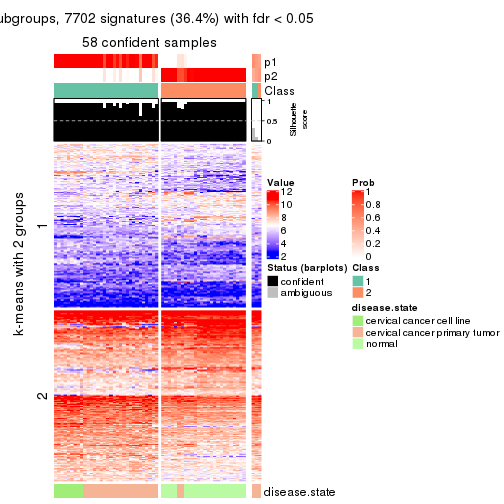 ubgroups, 7702 signatures (36.4%) with fdr < 0.05
58 confident samples
p1
p2
Class
1
0.5
0
Silhouette
score
k-means with 2 groups
1
2
Value
12
10
8
6
4
2
Prob
1
0.8
0.6
0.4
0.2
0
Status (barplots)
confident
ambiguous
Class
1
2
disease.state
cervical cancer cell line
cervical cancer primary tumor
normal
disease.state